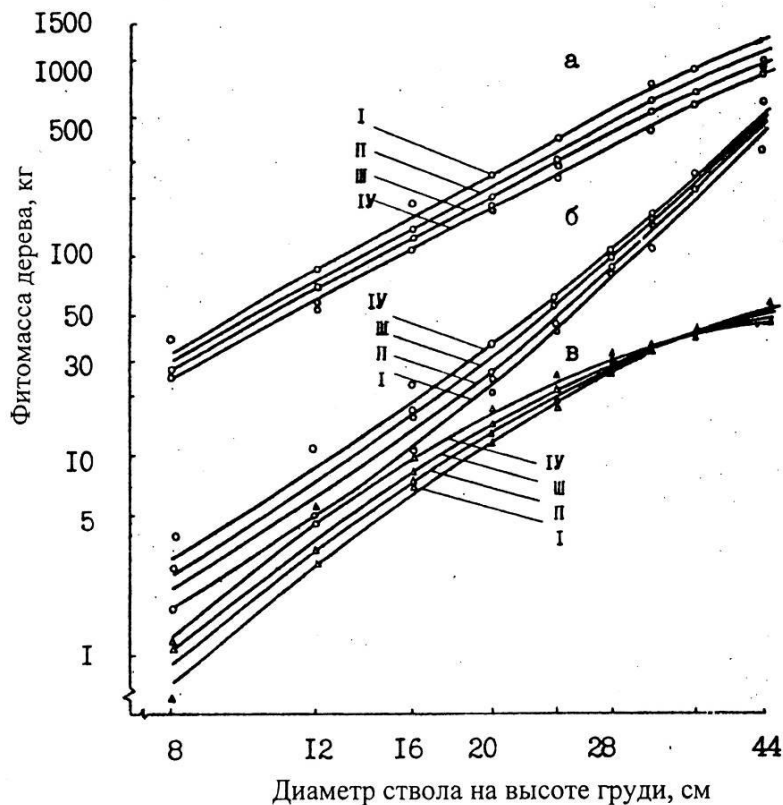 Фитомасса дерева, кг
I500
I000
500
I00
50
30
I0
5
I
а
I
П
Ш
IУ
б
IУ
Ш
П
I
в
IУ
Ш
П
I
8 I2 I6 20 28 44
Диаметр ствола на высоте груди, см